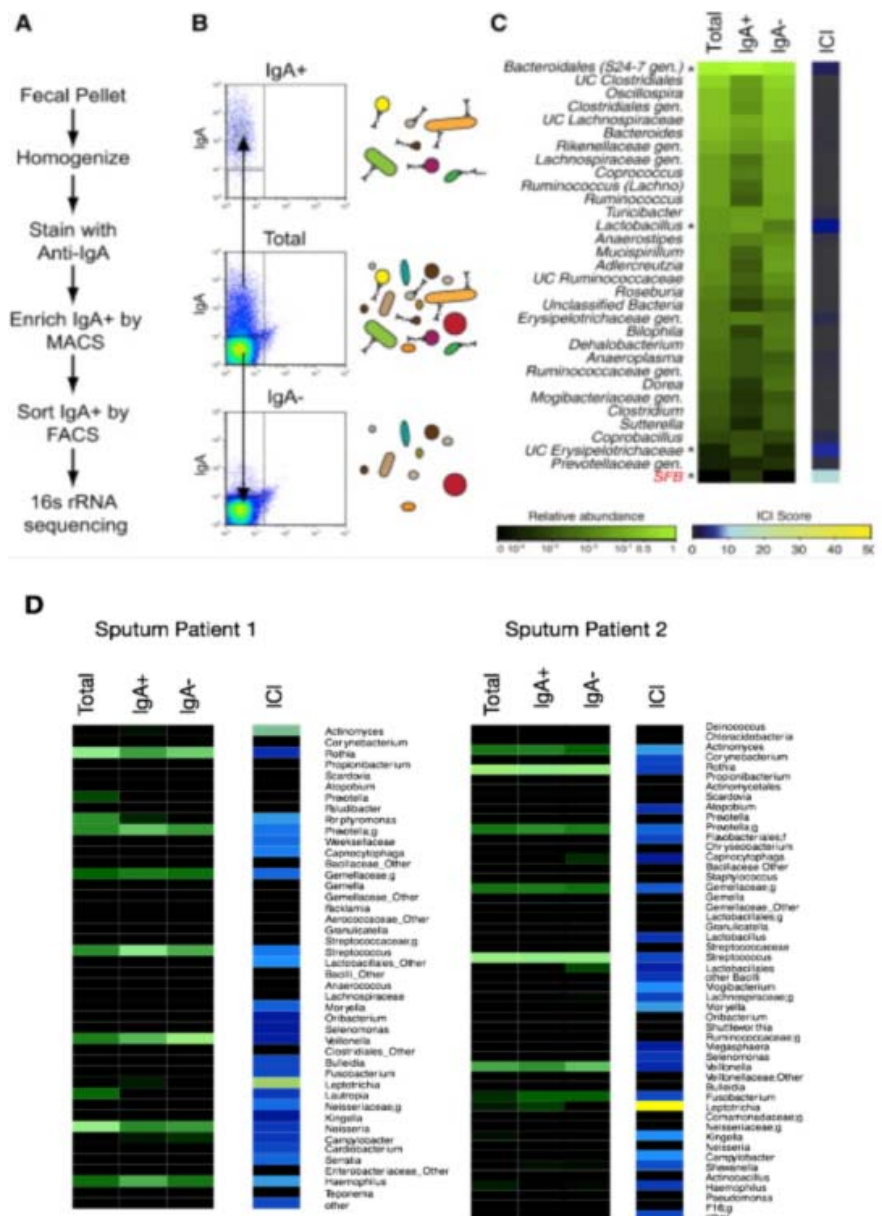 A
Fecal Pellet
Homogenize
Stain with
Anti-IgA
Enrich IgA+ by
MACS
Sort IgA+ by
FACS
16s rRNA
sequencing
B
IgA+
IgA
Total
IgA
IgA-
IgA
C
Total
IgA+
IgA-
ICI
Bacteroidales (S24-7 gen.) *
UC Clostridiales
Oscillospira
Clostridiales gen.
UC Lachnospiraceae
Bacteroides
Rikenellaceae gen.
Lachnospiraceae gen.
Coprococcus
Ruminococcus (Lachno)
Ruminococcus
Turicibacter
Lactobacillus *
Anaerostipes
Mucispirillum
Adlercreutzia
UC Ruminococcaceae
Roseburia
Unclassified Bacteria
Erysipelotrichaceae gen.
Bilophila
Dehalobacterium
Anaeroplasma
Ruminococcaceae gen.
Dorea
Mogibacteriaceae gen.
Clostridium
Sutterella
Coprobacillus
UC Erysipelotrichaceae *
Prevotellaceae gen.
SFB *
Relative abundance
0.5 1
ICI Score
0 10 20 30 40 50
D
Sputum Patient 1
Total
IgA+
IgA-
ICI
Actinomyces
Corynebacterium
Rothia
Propionibacterium
Scardovia
Atopobium
Prevotella
Paludibacter
Porphyromonas
Prevotella;g
Weeksellaceae
Capnocytophaga
Bacillaceae_Other
Gemellaceae;g
Gemella
Gemellaceae_Other
Facklamia
Aerococcaceae_Other
Granulicatella
Streptococcaceae;g
Streptococcus
Lactobacillales_Other
Bacilli_Other
Anaerococcus
Lachnospiraceae
Moryella
Oribacterium
Selenomonas
Veillonella
Clostridiales_Other
Bulleidia
Fusobacterium
Leptotrichia
Lautropia
Neisseriaceae;g
Kingella
Neisseria
Campylobacter
Cardiobacterium
Serratia
Enterobacteriaceae_Other
Haemophilus
Teponema
other
Sputum Patient 2
Total
IgA+
IgA-
ICI
Deinococcus
Chloracidobacteria
Actinomyces
Corynebacterium
Rothia
Propionibacterium
Actinomycetales
Scardovia
Atopobium
Prevotella
Prevotella;g
Flavobacteriales;f
Chryseobacterium
Capnocytophaga
Bacillaceae Other
Staphylococcus
Gemellaceae;g
Gemella
Gemellaceae_Other
Lactobacillales;g
Granulicatella
Lactobacillus
Streptococcaceae
Streptococcus
Lactobacillales
other Bacilli
Mogibacterium
Lachnospiraceae;g
Moryella
Oribacterium
Shuttleworthia
Ruminococcaceae;g
Megasphaera
Selenomonas
Veillonella
Veillonellaceae;Other
Bulleidia
Fusobacterium
Leptotrichia
Comamonadaceae;g
Neisseriaceae;g
Kingella
Neisseria
Campylobacter
Shewanella
Actinobacillus
Haemophilus
Pseudomonas
F16;g